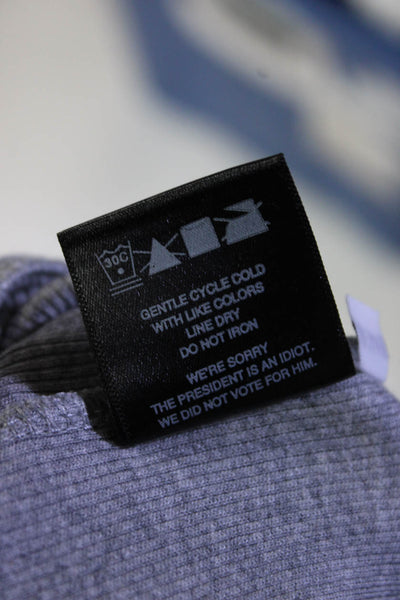 30C
GENTLE CYCLE COLD
WITH LIKE COLORS
LINE DRY
DO NOT IRON
WE'RE SORRY
THE PRESIDENT IS AN IDIOT.
WE DID NOT VOTE FOR HIM.